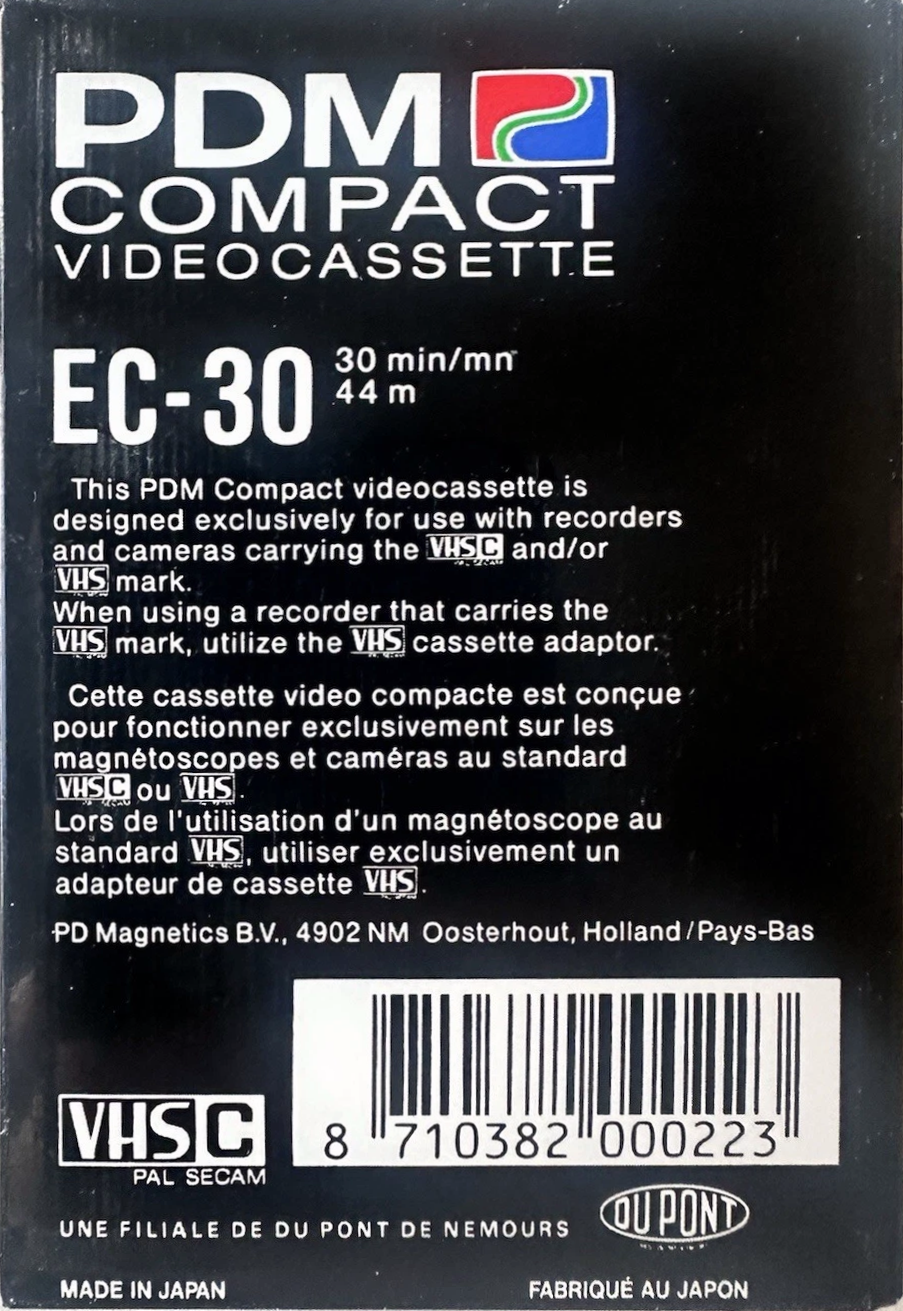 PDM
COMPACT
VIDEOCASSETTE
EC-30
30 min/mn
44 m
This PDM Compact videocassette is
designed exclusively for use with recorders
and cameras carrying the VHSC and/or
VHS mark.
When using a recorder that carries the
VHS mark, utilize the VHS cassette adaptor.
Cette cassette video compacte est conçue
pour fonctionner exclusivement sur les
magnétoscopes et caméras au standard
VHSC ou VHS.
Lors de l'utilisation d'un magnétoscope au
standard VHS, utiliser exclusivement un
adapteur de cassette VHS.
PD Magnetics B.V., 4902 NM Oosterhout, Holland/Pays-Bas
8 710382 000223
VHSC
PAL SECAM
UNE FILIALE DE DU PONT DE NEMOURS
DU PONT
MADE IN JAPAN
FABRIQUÉ AU JAPON